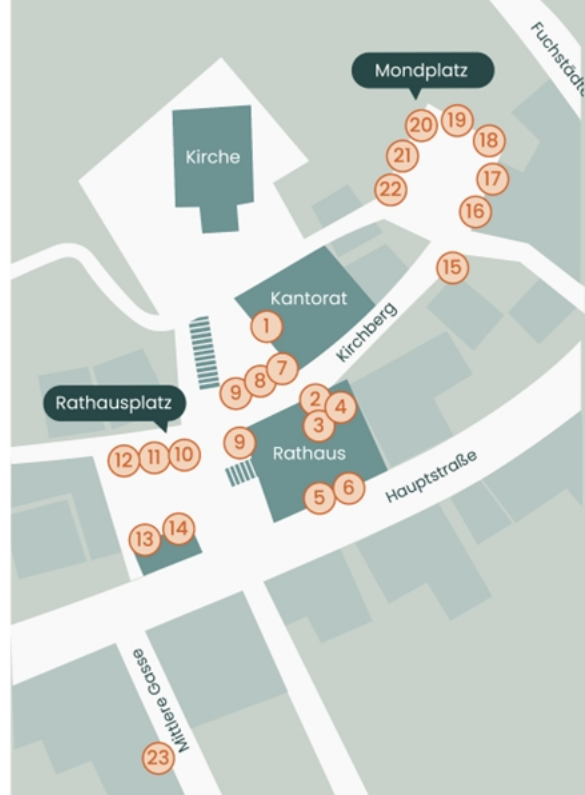 Fuchstädte
Mondplatz
20
19
18
21
17
22
16
Kirche
15
Kantorat
1
Kirchberg
7
8
9
2
4
3
Rathausplatz
9
12
11
10
Rathaus
5
6
Hauptstraße
13
14
Mittlere Gasse
23